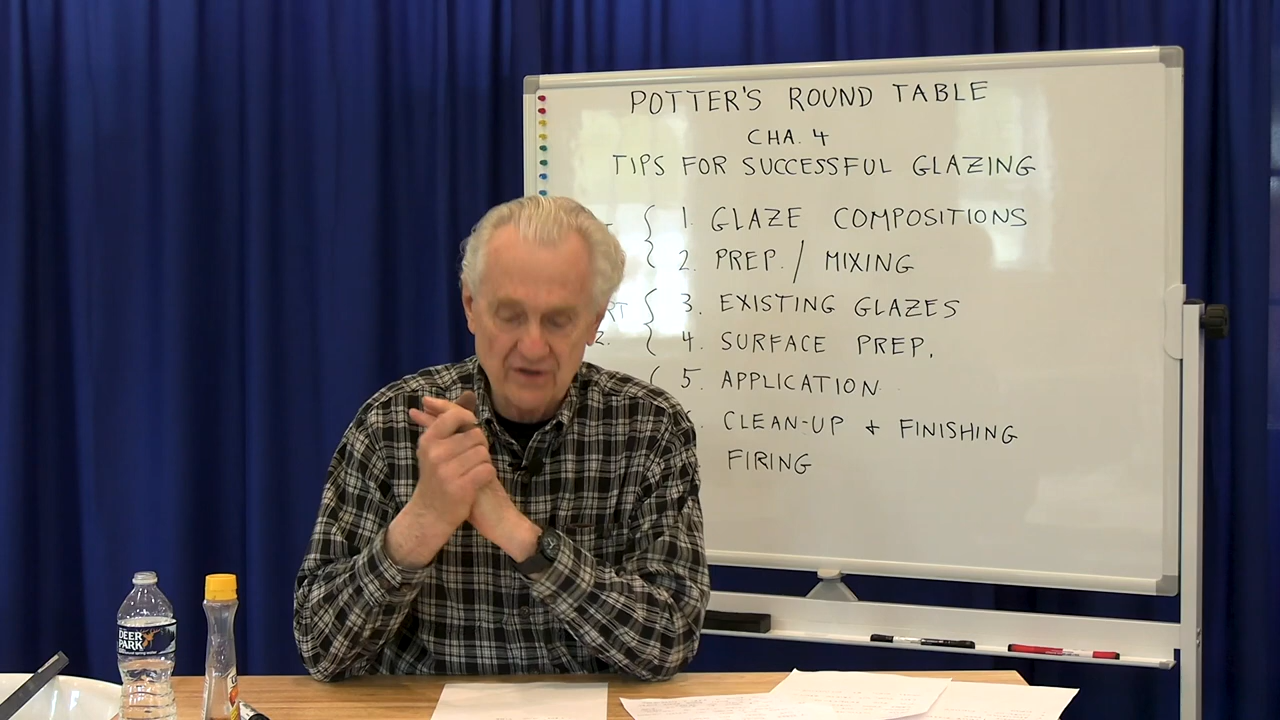 POTTER'S ROUND TABLE
CHA. 4
TIPS FOR SUCCESSFUL GLAZING
1. GLAZE COMPOSITIONS
2. PREP. / MIXING
3. EXISTING GLAZES
2. 4. SURFACE PREP.
5. APPLICATION
CLEAN-UP + FINISHING
FIRING
DEER
PARK